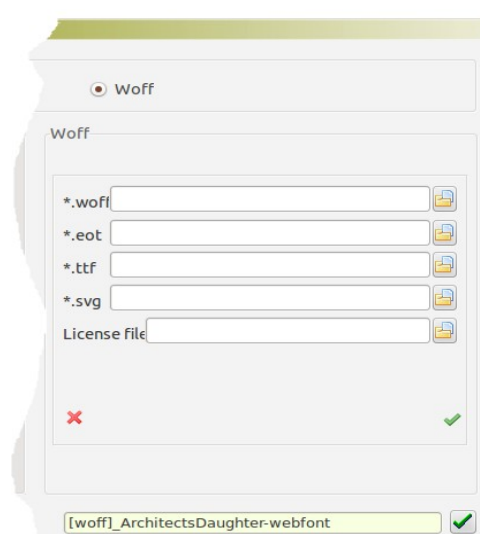 Woff
Woff
*.woff
*.eot
*.ttf
*.svg
License file
[woff]_ArchitectsDaughter-webfont